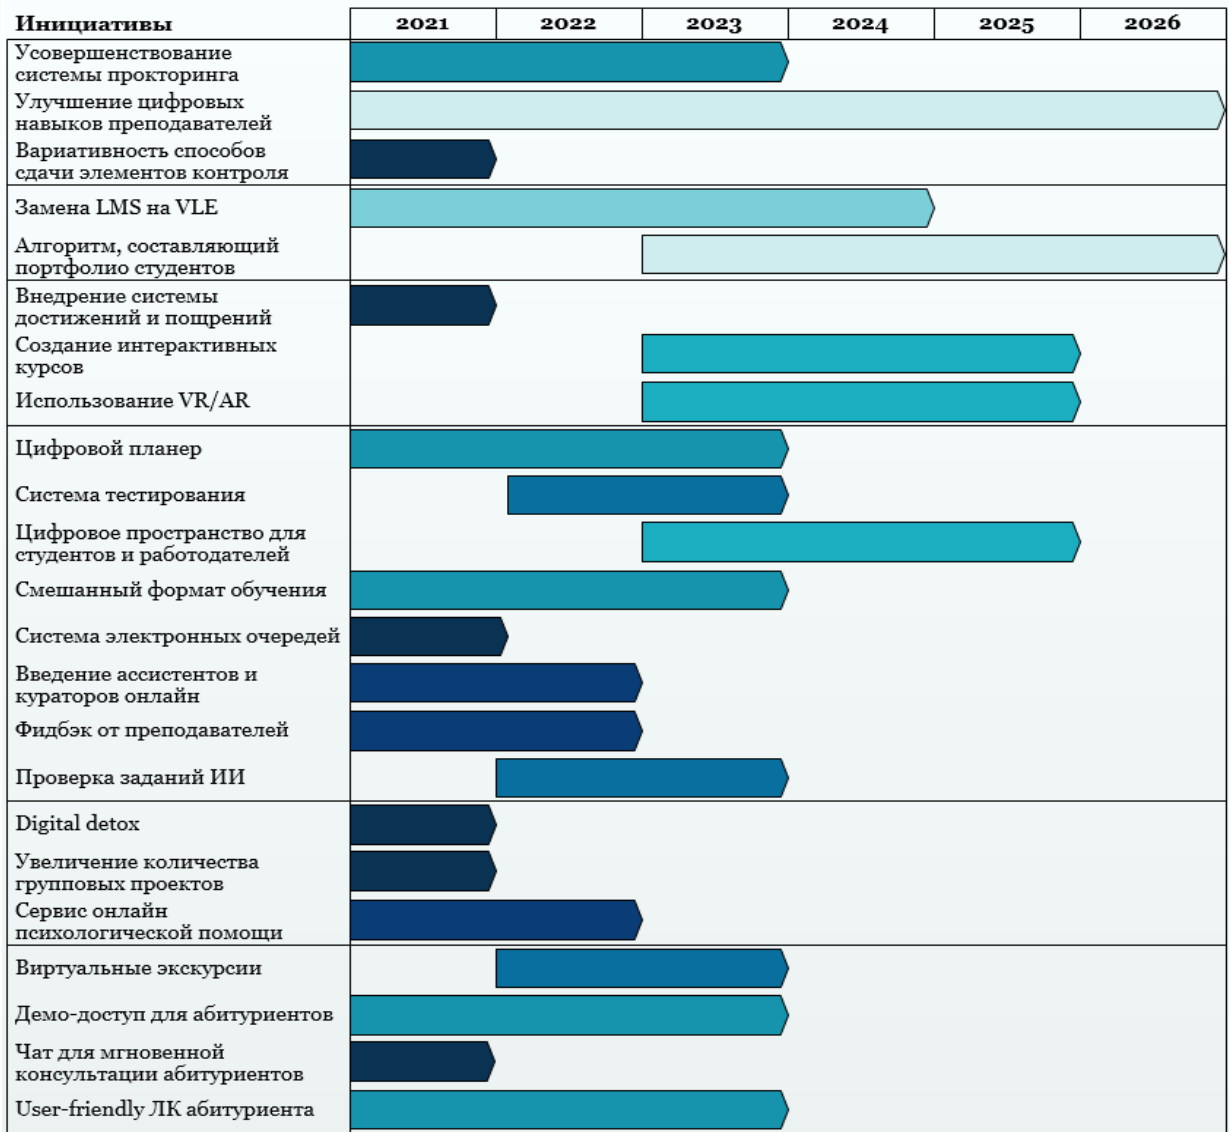 Инициативы 2021 2022 2023 2024 2025 2026
Усовершенствование
системы прокторинга
Улучшение цифровых
навыков преподавателей
Вариативность способов
сдачи элементов контроля
Замена LMS на VLE
Алгоритм, составляющий
портфолио студентов
Внедрение системы
достижений и пощрений
Создание интерактивных
курсов
Использование VR/AR
Цифровой планер
Система тестирования
Цифровое пространство для
студентов и работодателей
Смешанный формат обучения
Система электронных очередей
Введение ассистентов и
кураторов онлайн
Фидбэк от преподавателей
Проверка заданий ИИ
Digital detox
Увеличение количества
групповых проектов
Сервис онлайн
психологической помощи
Виртуальные экскурсии
Демо-доступ для абитуриентов
Чат для мгновенной
консультации абитуриентов
User-friendly ЛК абитуриента